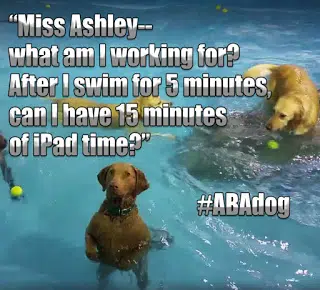 “Miss Ashley--
what am I working for?
After I swim for 5 minutes,
can I have 15 minutes
of iPad time?”
#ABAdog